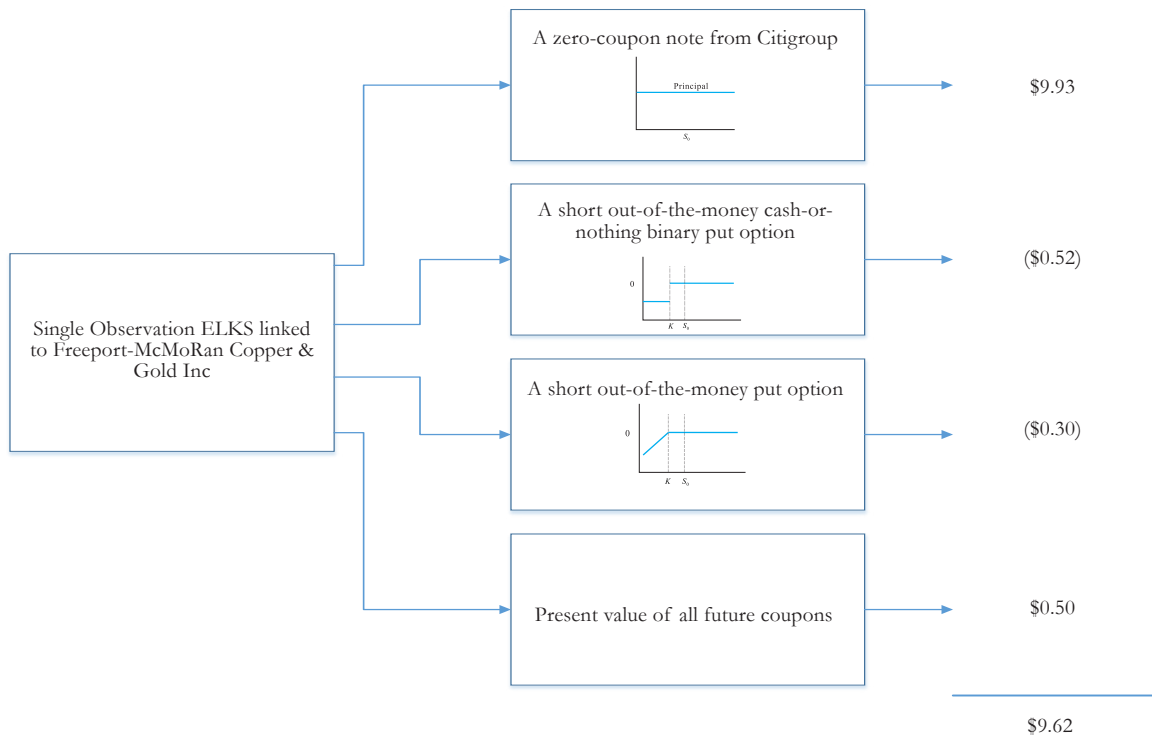 A zero-coupon note from Citigroup
Principal
S₀
$9.93
A short out-of-the-money cash-or-
nothing binary put option
0
K S₀
($0.52)
Single Observation ELKS linked
to Freeport-McMoRan Copper &
Gold Inc
A short out-of-the-money put option
0
K S₀
($0.30)
Present value of all future coupons
$0.50
$9.62